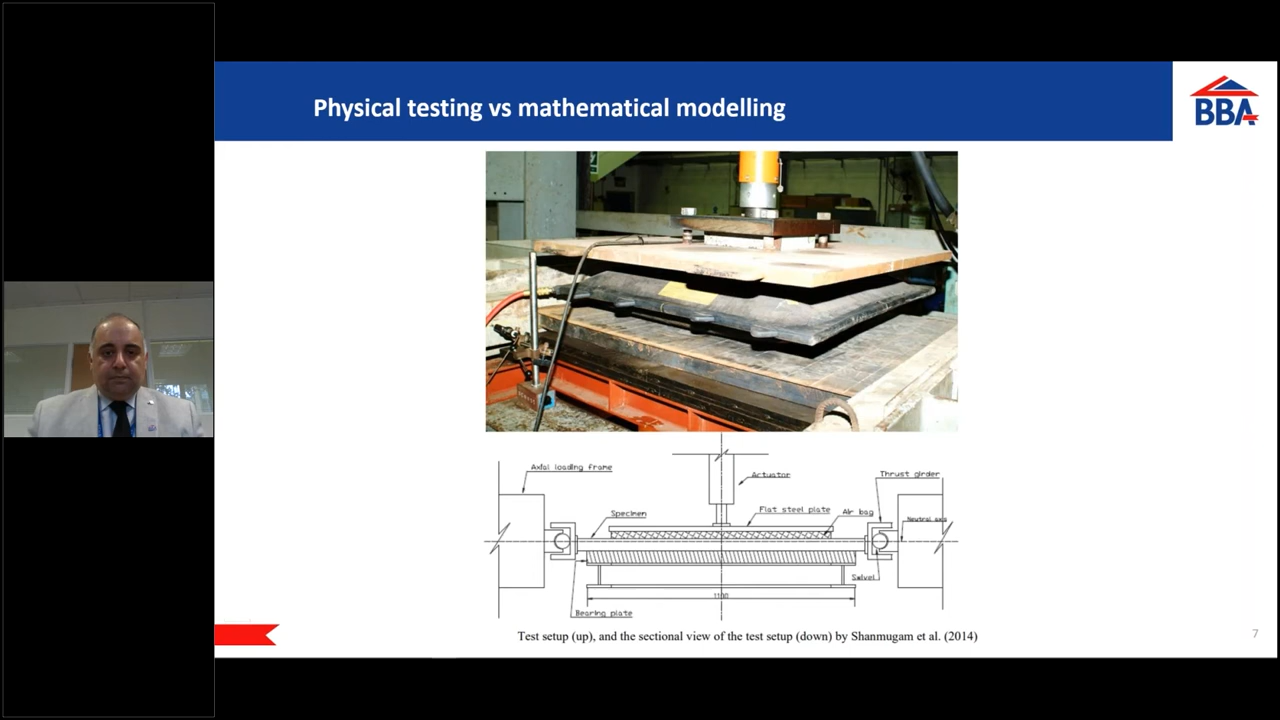 Physical testing vs mathematical modelling
BBA
Axial loading frame
Actuator
Thrust girder
Specimen
Flat steel plate
Air bag
Neutral axis
Swivel
1100
Bearing plate
Test setup (up), and the sectional view of the test setup (down) by Shanmugam et al. (2014)
7